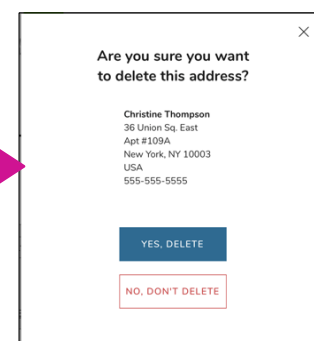 Are you sure you want
to delete this address?
Christine Thompson
36 Union Sq. East
Apt #109A
New York, NY 10003
USA
555-555-5555
YES, DELETE
NO, DON'T DELETE